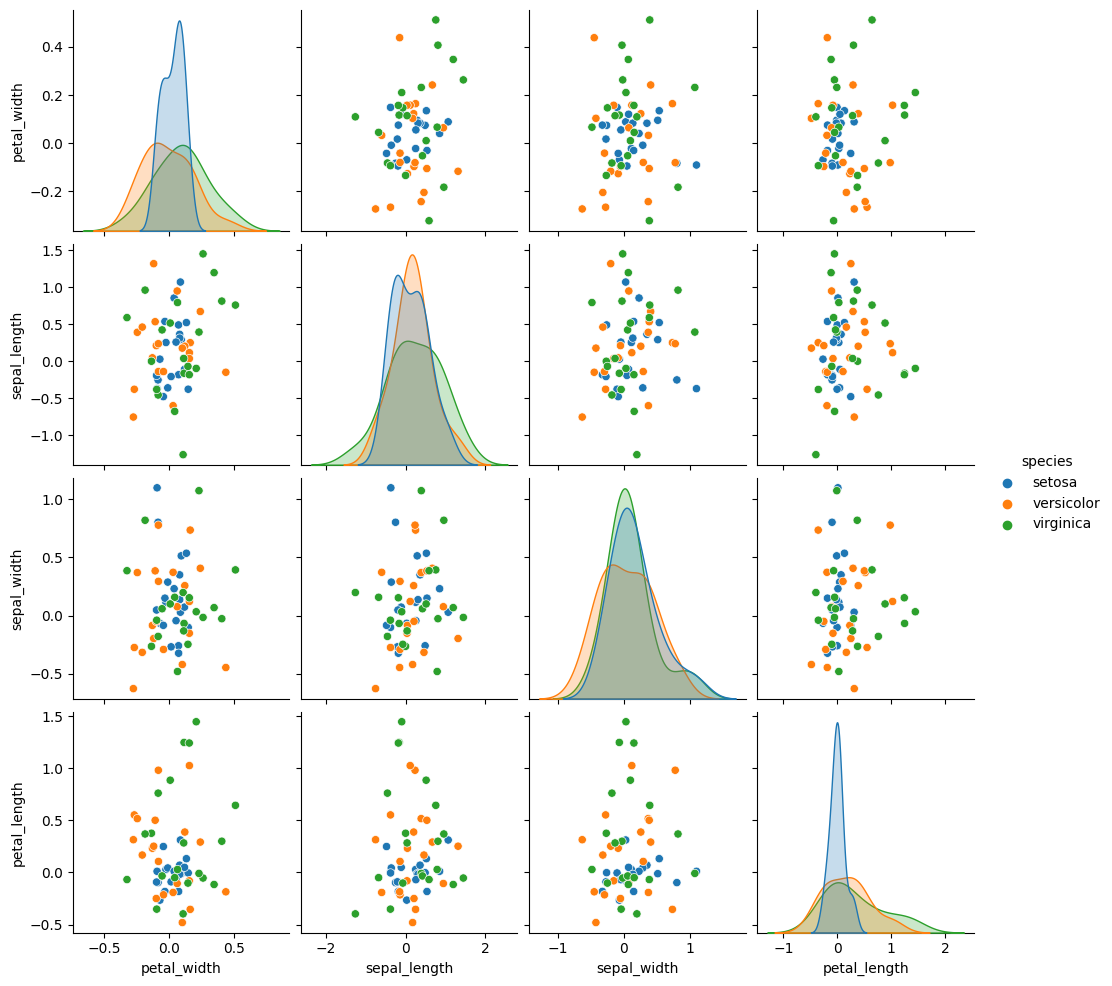 petal_width
0.4
0.2
0.0
−0.2
sepal_length
1.5
1.0
0.5
0.0
−0.5
−1.0
species
setosa
versicolor
virginica
sepal_width
1.0
0.5
0.0
−0.5
petal_length
1.5
1.0
0.5
0.0
−0.5
−0.5 0.0 0.5
−2 0 2
−1 0 1
−1 0 1 2
petal_width sepal_length sepal_width petal_length